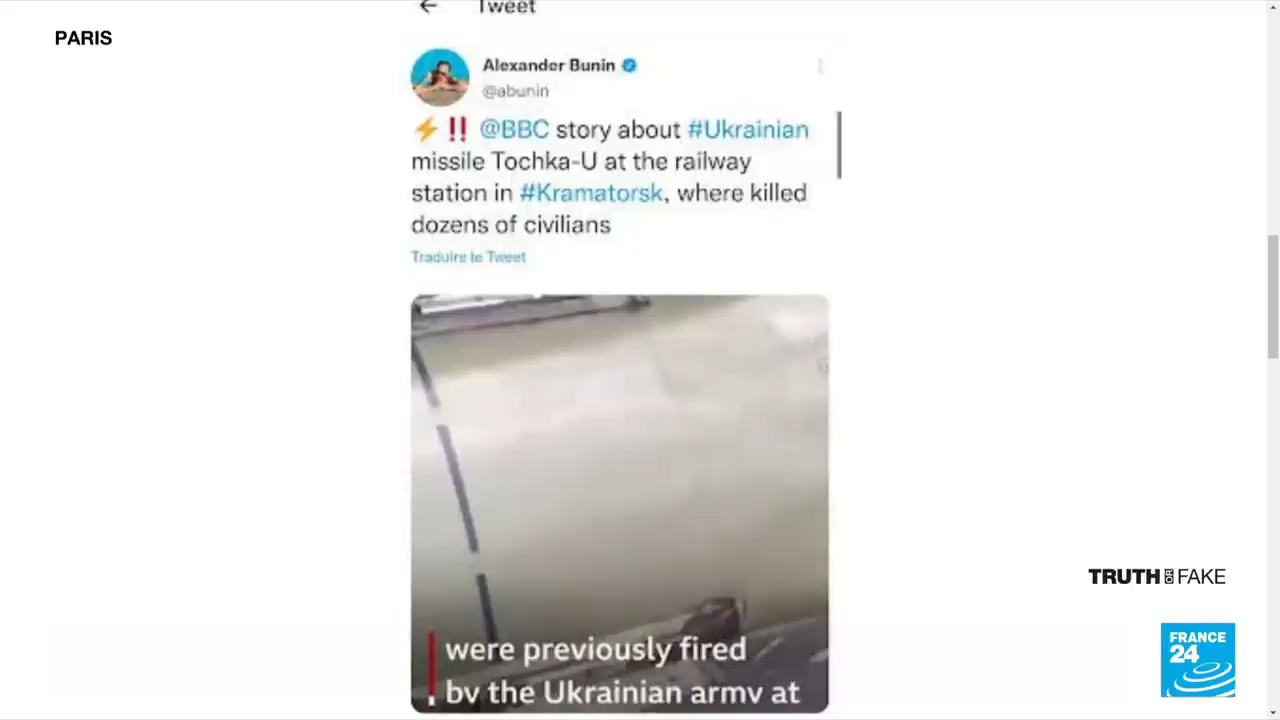 PARIS
Tweet
Alexander Bunin
@abunin
⚡‼ @BBC story about #Ukrainian
missile Tochka-U at the railway
station in #Kramatorsk, where killed
dozens of civilians
Traduire le Tweet
were previously fired
by the Ukrainian army at
TRUTH OR FAKE
FRANCE
24